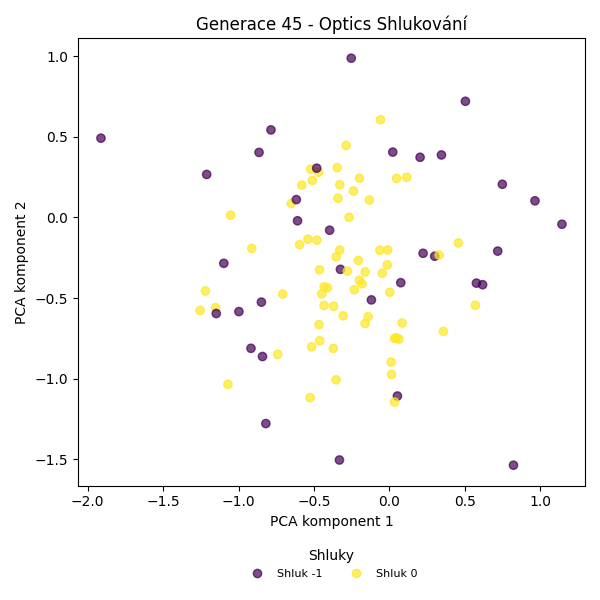 Generace 45 - Optics Shlukování
1.0
0.5
0.0
−0.5
−1.0
−1.5
PCA komponent 2
−2.0 −1.5 −1.0 −0.5 0.0 0.5 1.0
PCA komponent 1
Shluky
Shluk -1 Shluk 0